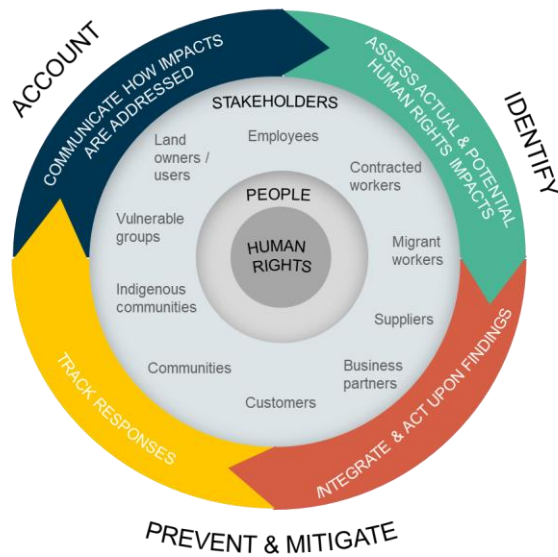 ACCOUNT
COMMUNICATE HOW IMPACTS
ARE ADDRESSED
ASSESS ACTUAL & POTENTIAL
HUMAN RIGHTS IMPACTS
IDENTIFY
INTEGRATE & ACT UPON FINDINGS
TRACK RESPONSES
PREVENT & MITIGATE
STAKEHOLDERS
Employees
Contracted
workers
Migrant
workers
Suppliers
Business
partners
Customers
Communities
Indigenous
communities
Vulnerable
groups
Land
owners /
users
PEOPLE
HUMAN
RIGHTS